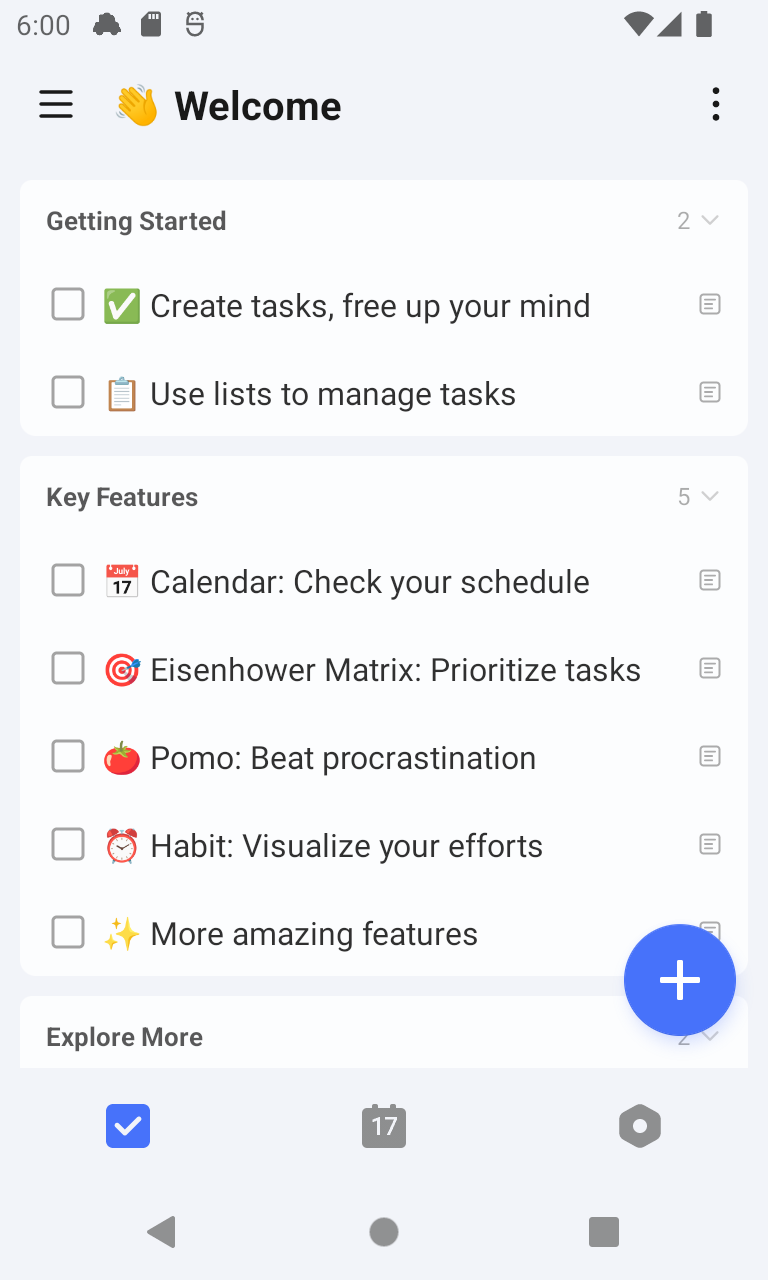 6:00
👋 Welcome
Getting Started 2
✅ Create tasks, free up your mind
📋 Use lists to manage tasks
Key Features 5
📅 Calendar: Check your schedule
🎯 Eisenhower Matrix: Prioritize tasks
🍅 Pomo: Beat procrastination
⏰ Habit: Visualize your efforts
✨ More amazing features
Explore More 2
17